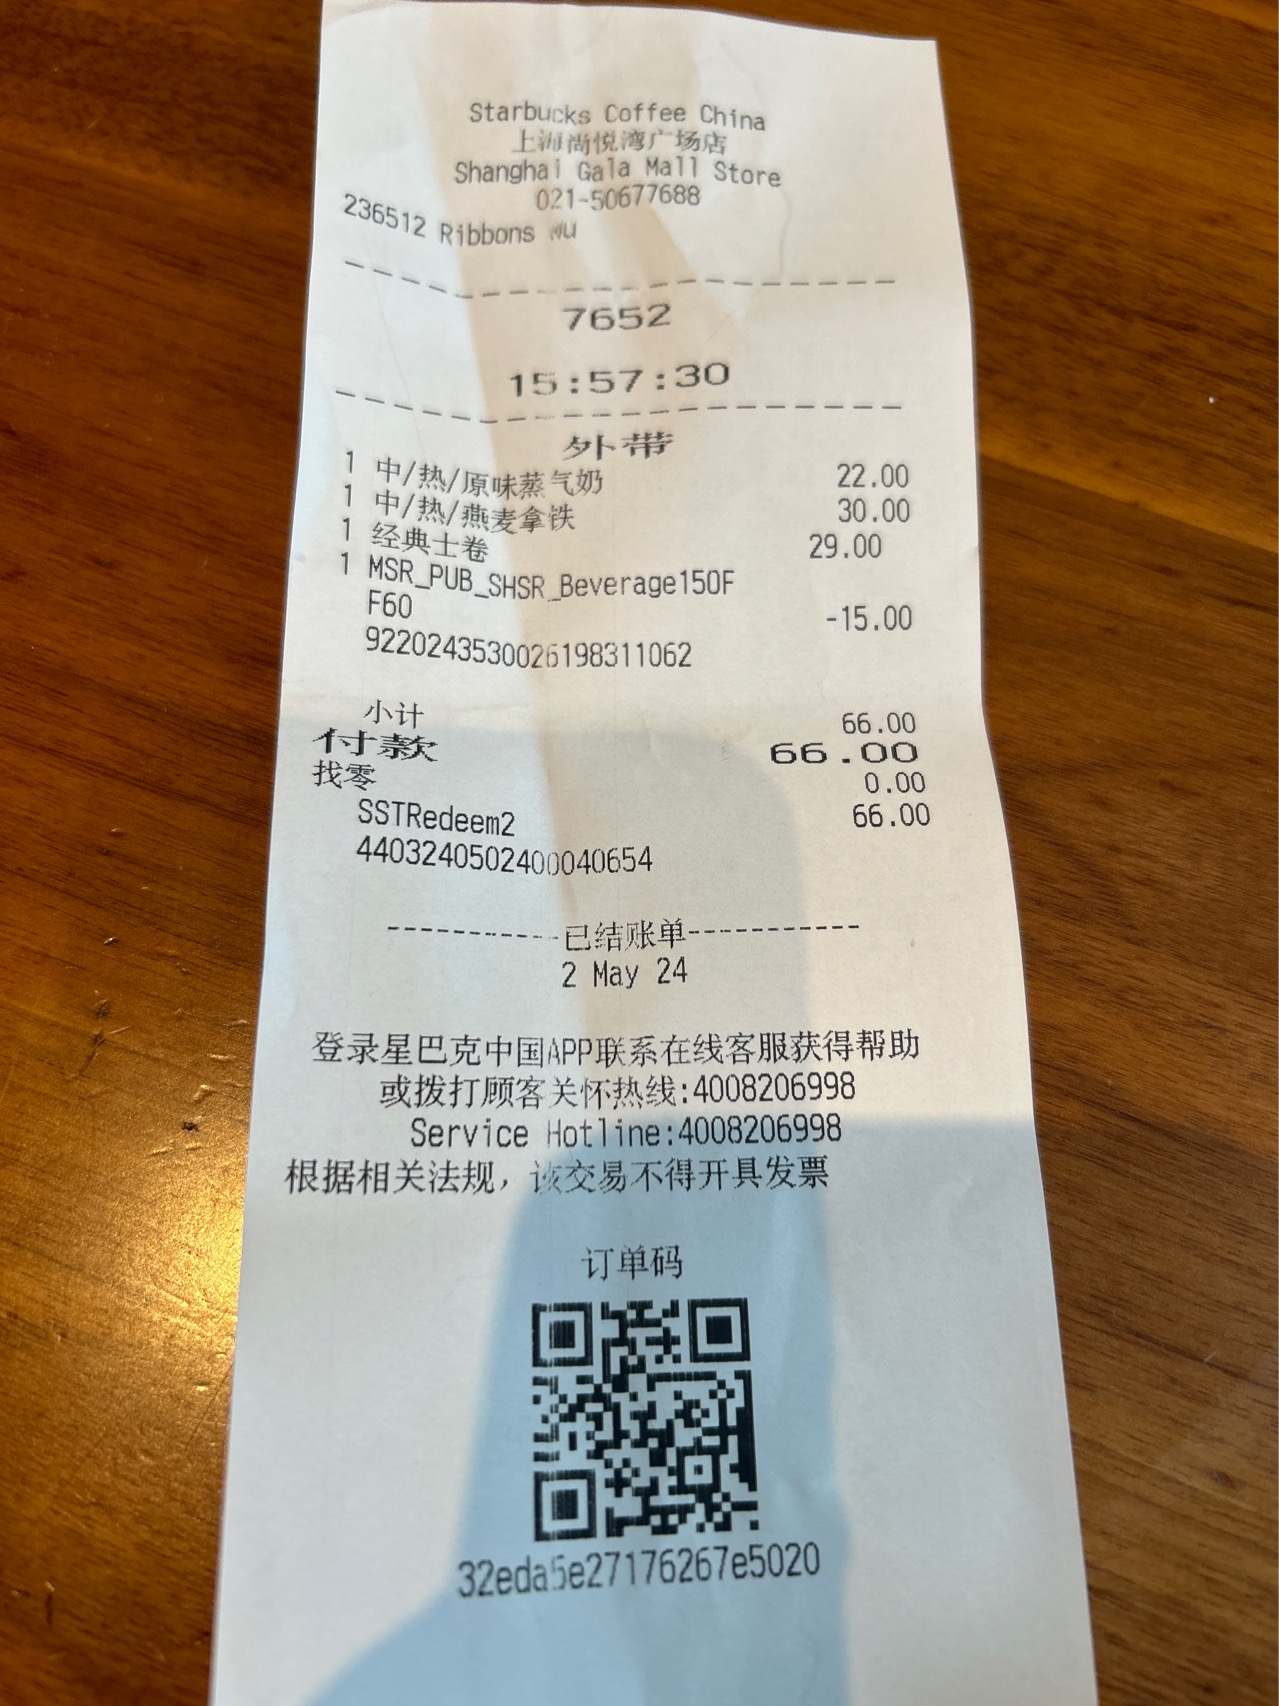 Starbucks Coffee China
上海尚悦湾广场店
Shanghai Gala Mall Store
021-50677688
236512 Ribbons Wu
7652
15:57:30
外带
1 中/热/原味蒸气奶 22.00
1 中/热/燕麦拿铁 30.00
1 经典士卷 29.00
1 MSR_PUB_SHSR_Beverage15OF
F60 -15.00
9220243530026198311062
小计 66.00
付款 66.00
找零 0.00
SSTRedeem2 66.00
4403240502400040654
-----------已结账单-----------
2 May 24
登录星巴克中国APP联系在线客服获得帮助
或拨打顾客关怀热线:4008206998
Service Hotline:4008206998
根据相关法规，该交易不得开具发票
订单码
32eda5e27176267e5020